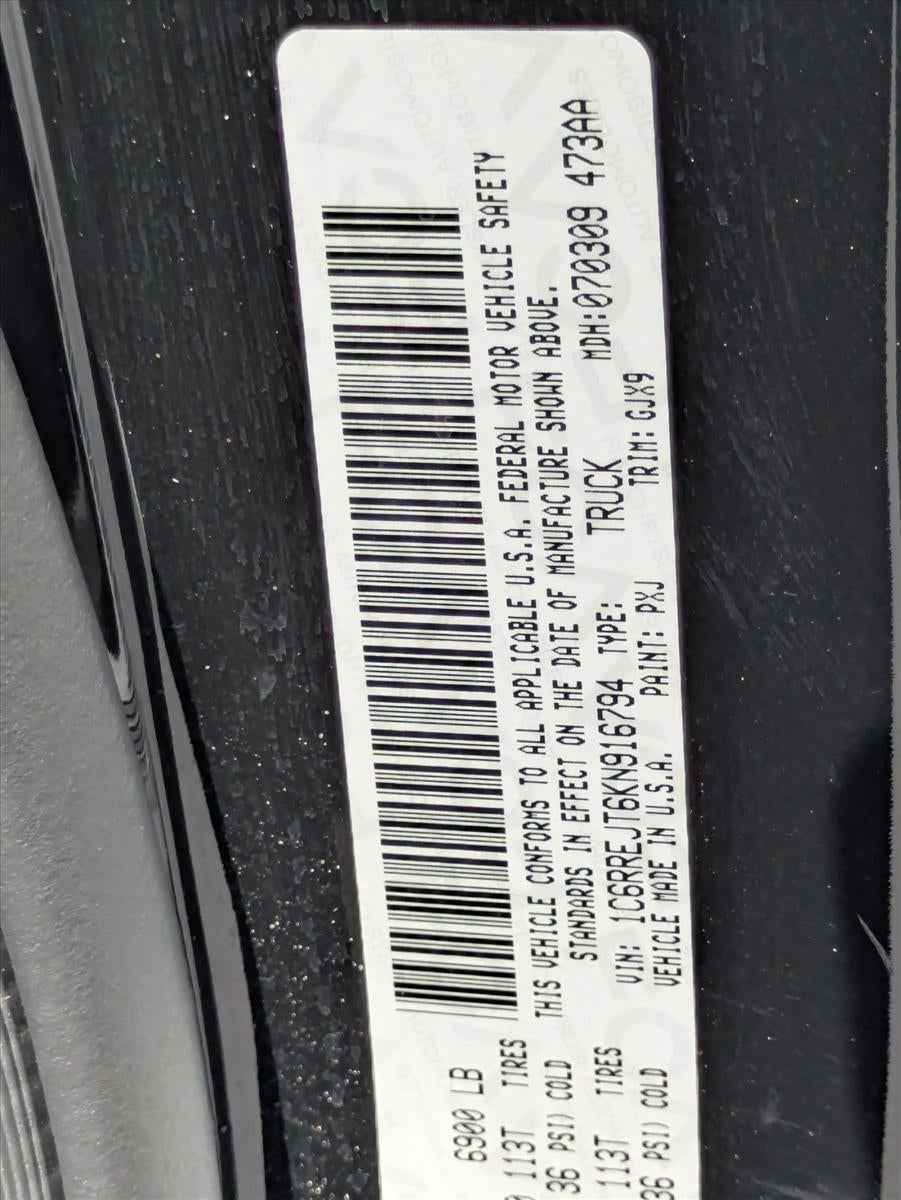 6900 LB
113T TIRES
36 PSI) COLD
113T TIRES
36 PSI) COLD
THIS VEHICLE CONFORMS TO ALL APPLICABLE U.S.A. FEDERAL MOTOR VEHICLE SAFETY
STANDARDS IN EFFECT ON THE DATE OF MANUFACTURE SHOWN ABOVE.
VIN: 1C6RREJT6KN916794 TYPE: TRUCK MDH:070309 473AA
VEHICLE MADE IN U.S.A. PAINT: PXJ TRIM: GJX9